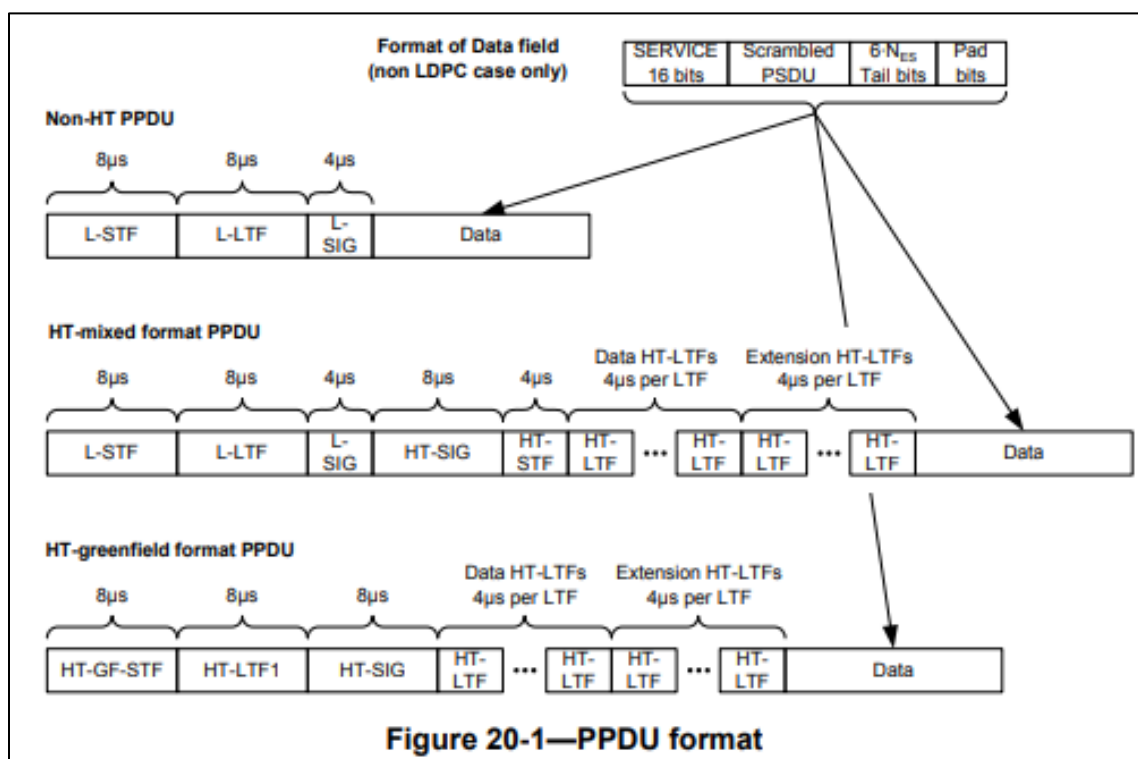 Format of Data field
(non LDPC case only)
SERVICE
16 bits
Scrambled
PSDU
6·NES
Tail bits
Pad
bits
Non-HT PPDU
8µs
8µs
4µs
L-STF
L-LTF
L-
SIG
Data
HT-mixed format PPDU
Data HT-LTFs
4µs per LTF
Extension HT-LTFs
4µs per LTF
8µs
8µs
4µs
8µs
4µs
L-STF
L-LTF
L-
SIG
HT-SIG
HT-
STF
HT-
LTF
•••
HT-
LTF
HT-
LTF
•••
HT-
LTF
Data
HT-greenfield format PPDU
Data HT-LTFs
4µs per LTF
Extension HT-LTFs
4µs per LTF
8µs
8µs
8µs
HT-GF-STF
HT-LTF1
HT-SIG
HT-
LTF
•••
HT-
LTF
HT-
LTF
•••
HT-
LTF
Data
Figure 20-1—PPDU format